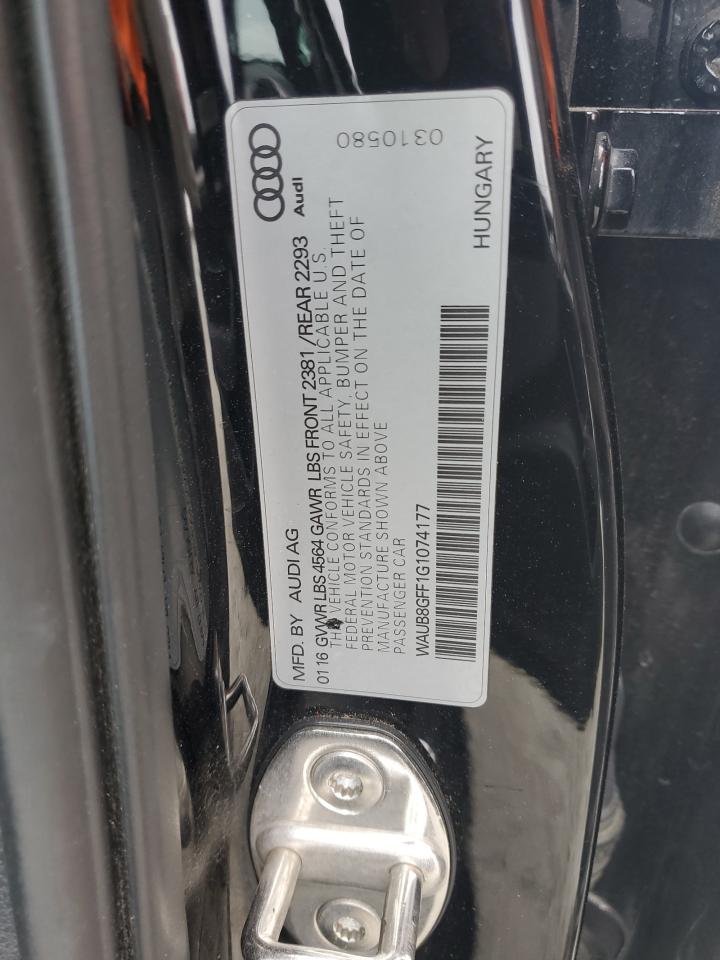 MFD. BY AUDI AG
Audi
01 16 GVWR LBS 4564 GAWR LBS FRONT 2381 /REAR 2293
THIS VEHICLE CONFORMS TO ALL APPLICABLE U.S.
FEDERAL MOTOR VEHICLE SAFETY, BUMPER AND THEFT
PREVENTION STANDARDS IN EFFECT ON THE DATE OF
MANUFACTURE SHOWN ABOVE
PASSENGER CAR
WAUB8GFF1G1074177
HUNGARY
0310580